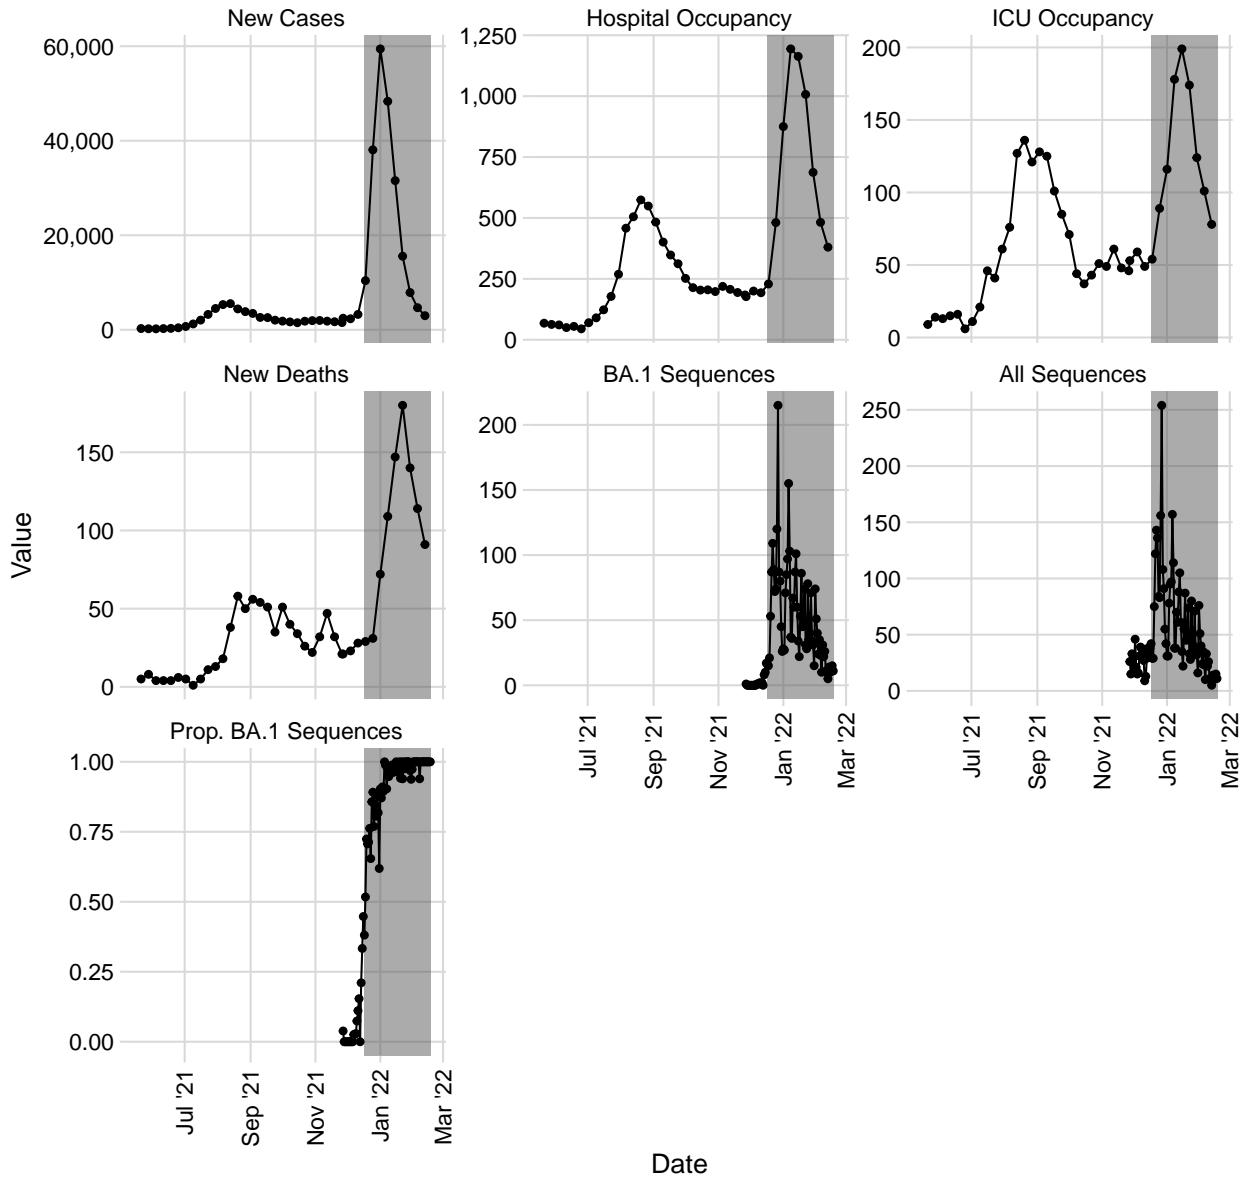 New Cases
60,000
40,000
20,000
0
Hospital Occupancy
1,250
1,000
750
500
250
0
ICU Occupancy
200
150
100
50
0
New Deaths
150
100
50
0
BA.1 Sequences
200
150
100
50
0
Jul '21
Sep '21
Nov '21
Jan '22
Mar '22
All Sequences
250
200
150
100
50
0
Jul '21
Sep '21
Nov '21
Jan '22
Mar '22
Prop. BA.1 Sequences
1.00
0.75
0.50
0.25
0.00
Jul '21
Sep '21
Nov '21
Jan '22
Mar '22
Value
Date